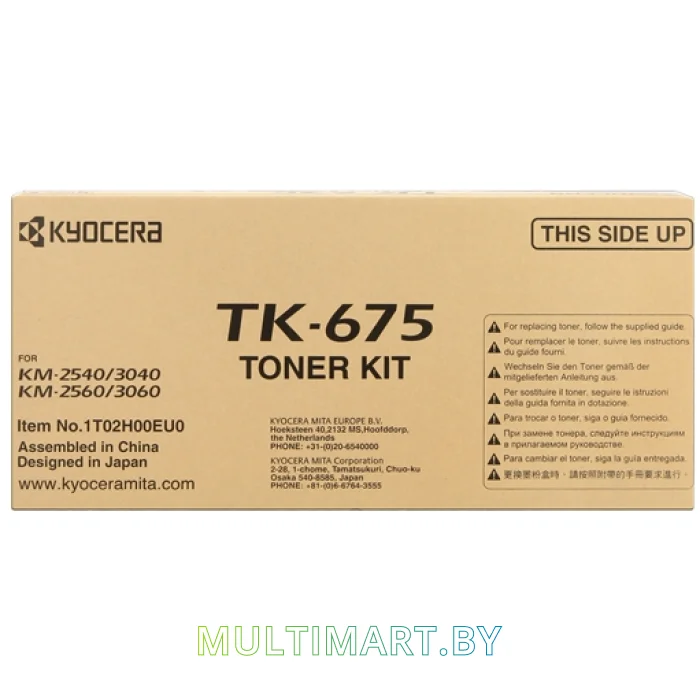 KYOCERA
THIS SIDE UP
TK-675
TONER KIT
FOR
KM-2540/3040
KM-2560/3060
Item No.1T02H00EU0
Assembled in China
Designed in Japan
www.kyoceramita.com
KYOCERA MITA EUROPE B.V.
Hoeksteen 40,2132 MS,Hoofddorp,
the Netherlands
PHONE: +31(0)20-6540000
KYOCERA MITA CORPORATION
2-28, 1-chome, Tamatsukuri, Chuo-ku
Osaka 540-8585, Japan
PHONE: +81-(0)6-6764-3555
For replacing toner, follow the supplied guide.
Pour remplacer le toner, suivre les instructions
du guide fourni.
Wechseln Sie den Toner gemäß der
mitgelieferten Anleitung aus.
Per sostituire il toner, seguire le istruzioni
della guida fornita in dotazione.
Para trocar o toner, siga o guia fornecido.
При замене тонера, следуйте инструкциям
в прилагаемом руководстве.
Para cambiar el toner, siga la guía entregada.
更換墨粉盒時，請按照附帶的手冊要求進行。
MULTIMART.BY